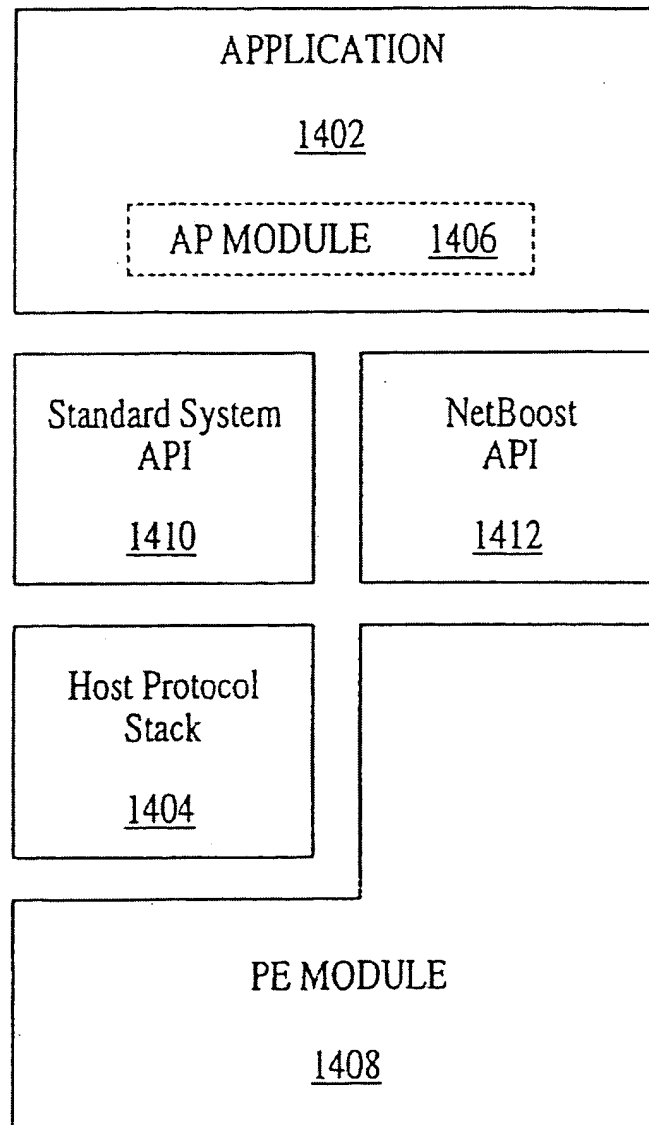 APPLICATION
1402
AP MODULE 1406
Standard System
API
1410
NetBoost
API
1412
Host Protocol
Stack
1404
PE MODULE
1408